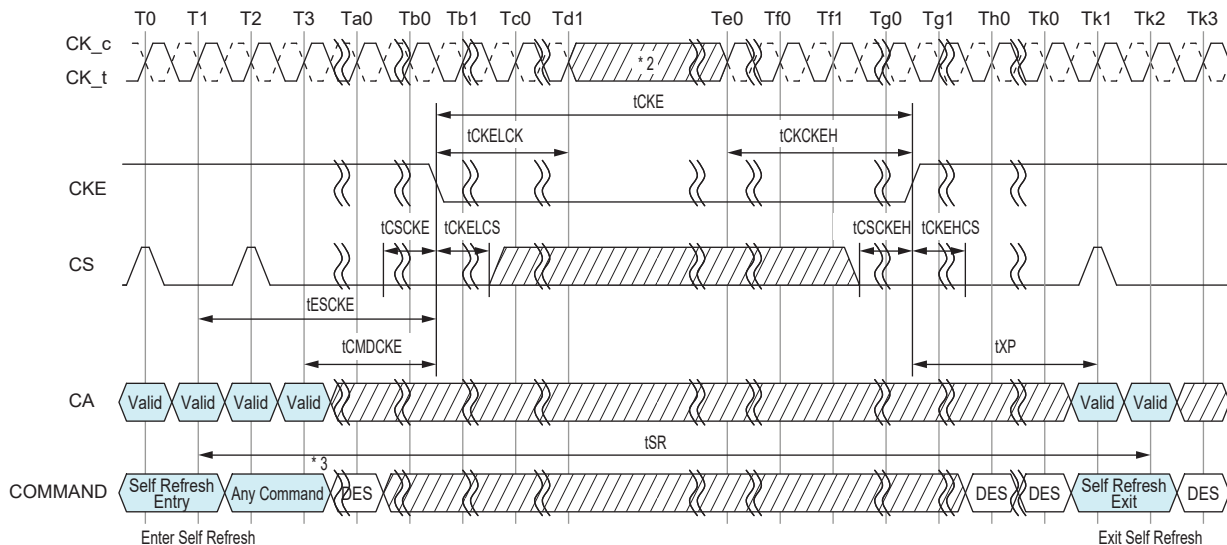 T0 T1 T2 T3 Ta0 Tb0 Tb1 Tc0 Td1 Te0 Tf0 Tf1 Tg0 Tg1 Th0 Tk0 Tk1 Tk2 Tk3
CK_c
CK_t
* 2
tCKE
tCKELCK tCKCKEH
CKE
tCSCKE tCKELCS tCSCKEH tCKEHCS
CS
tESCKE
tCMDCKE tXP
CA Valid Valid Valid Valid Valid Valid
tSR
* 3
COMMAND Self Refresh Entry Any Command DES DES DES Self Refresh Exit DES
Enter Self Refresh Exit Self Refresh